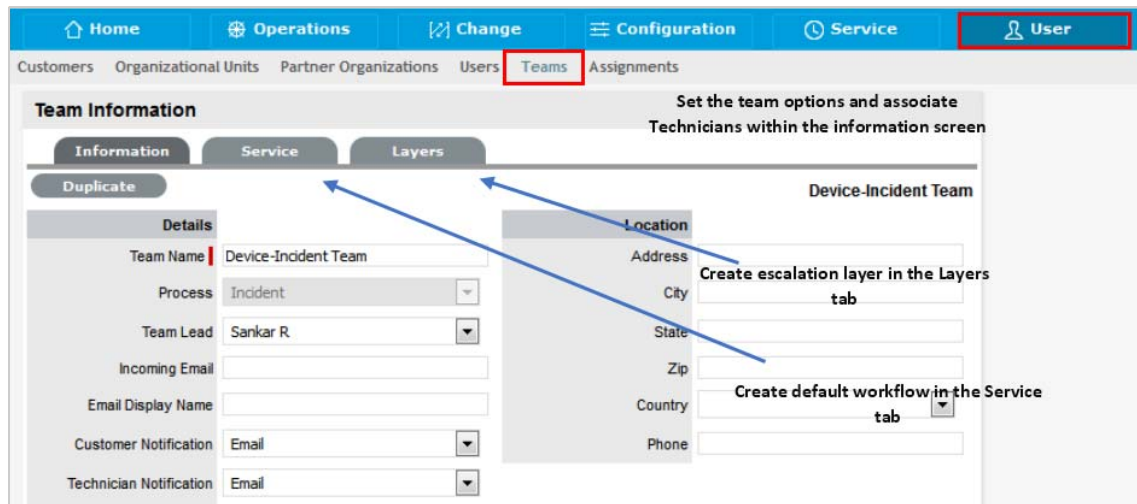 Home Operations Change Configuration Service User
Customers Organizational Units Partner Organizations Users Teams Assignments
Team Information
Set the team options and associate
Technicians within the information screen
Information Service Layers
Duplicate
Device-Incident Team
Details
Team Name Device-Incident Team
Process Incident
Team Lead Sankar R
Incoming Email
Email Display Name
Customer Notification Email
Technician Notification Email
Location
Address
Create escalation layer in the Layers
tab
City
State
Zip
Create default workflow in the Service
tab
Country
Phone